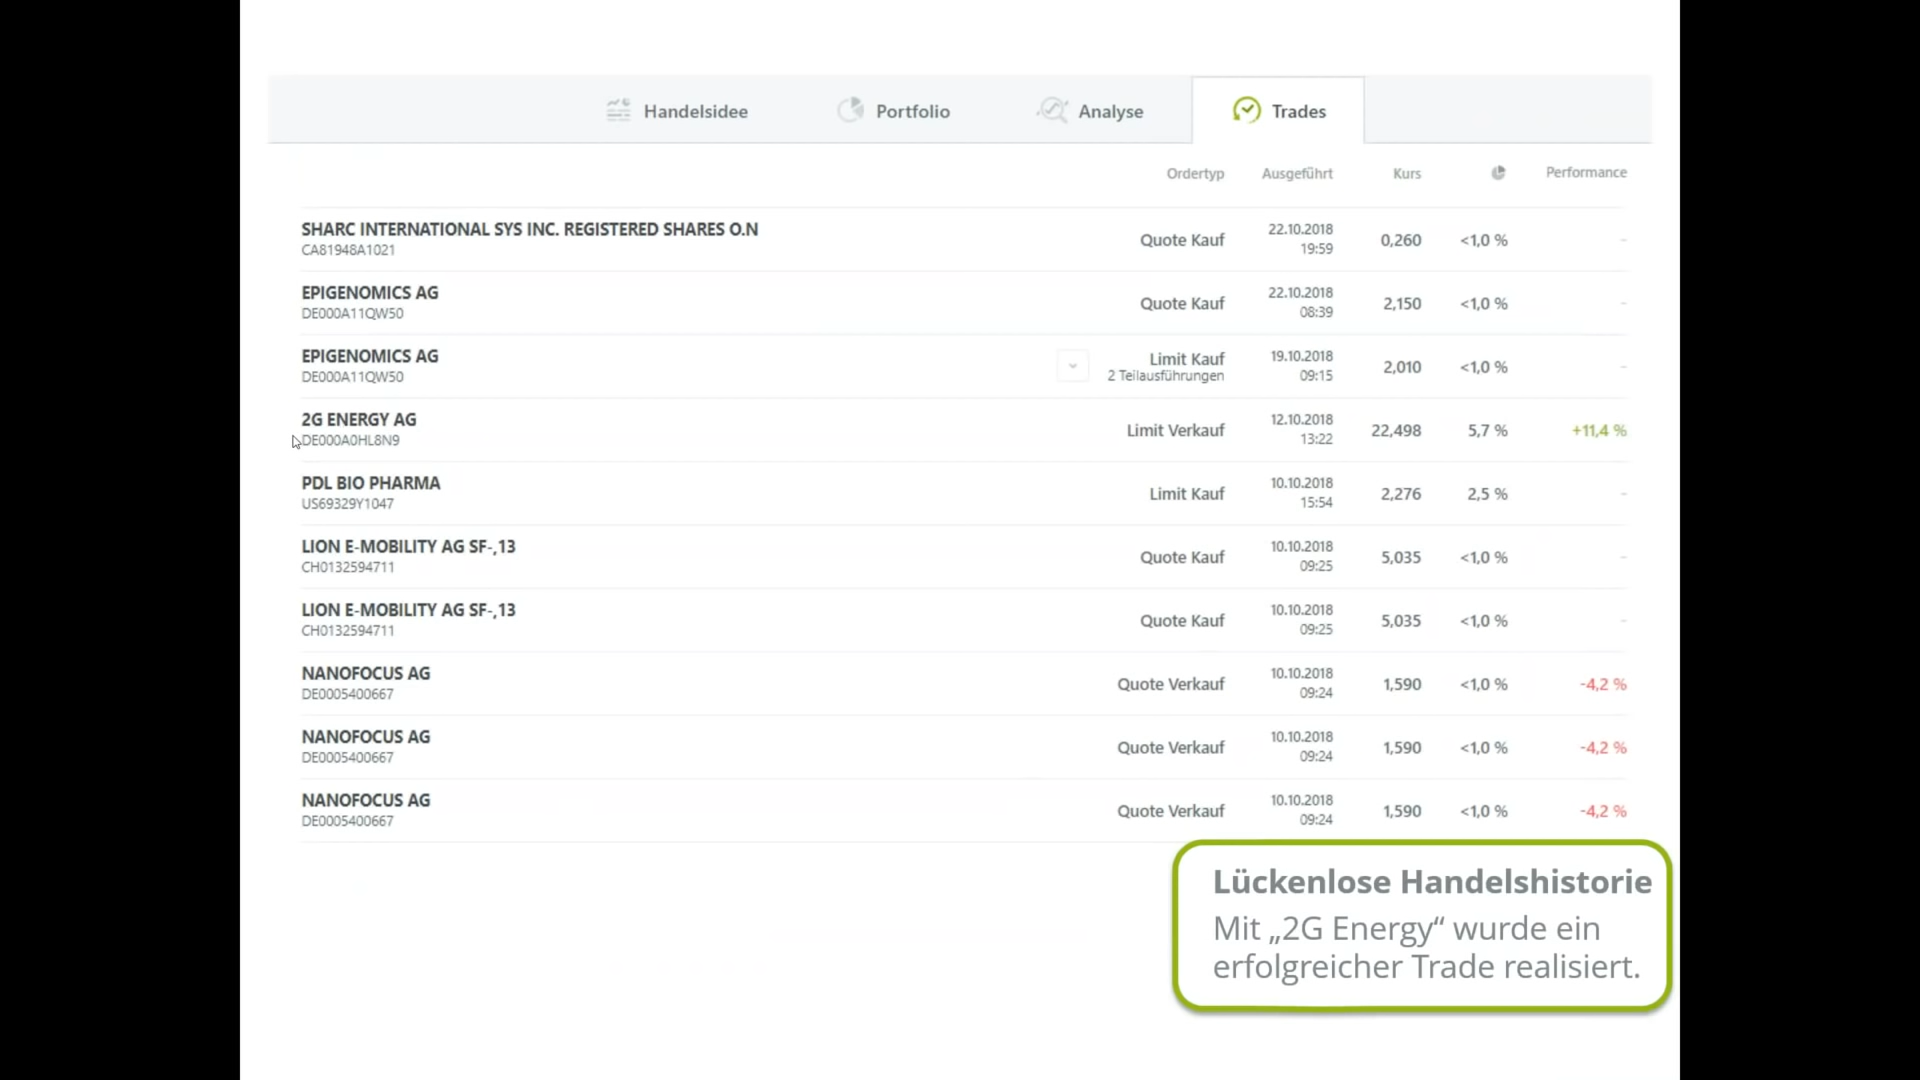 Handelsidee Portfolio Analyse Trades
Ordertyp Ausgeführt Kurs Performance
SHARC INTERNATIONAL SYS INC. REGISTERED SHARES O.N
CA81948A1021
Quote Kauf 22.10.2018 19:59 0,260 <1,0 % -
EPIGENOMICS AG
DE000A11QW50
Quote Kauf 22.10.2018 08:39 2,150 <1,0 % -
EPIGENOMICS AG
DE000A11QW50
Limit Kauf 2 Teilausführungen 19.10.2018 09:15 2,010 <1,0 % -
2G ENERGY AG
DE000A0HL8N9
Limit Verkauf 12.10.2018 13:22 22,498 5,7 % +11,4 %
PDL BIO PHARMA
US69329Y1047
Limit Kauf 10.10.2018 15:54 2,276 2,5 % -
LION E-MOBILITY AG SF-,13
CH0132594711
Quote Kauf 10.10.2018 09:25 5,035 <1,0 % -
LION E-MOBILITY AG SF-,13
CH0132594711
Quote Kauf 10.10.2018 09:25 5,035 <1,0 % -
NANOFOCUS AG
DE0005400667
Quote Verkauf 10.10.2018 09:24 1,590 <1,0 % -4,2 %
NANOFOCUS AG
DE0005400667
Quote Verkauf 10.10.2018 09:24 1,590 <1,0 % -4,2 %
NANOFOCUS AG
DE0005400667
Quote Verkauf 10.10.2018 09:24 1,590 <1,0 % -4,2 %
Lückenlose Handelshistorie
Mit „2G Energy“ wurde ein
erfolgreicher Trade realisiert.